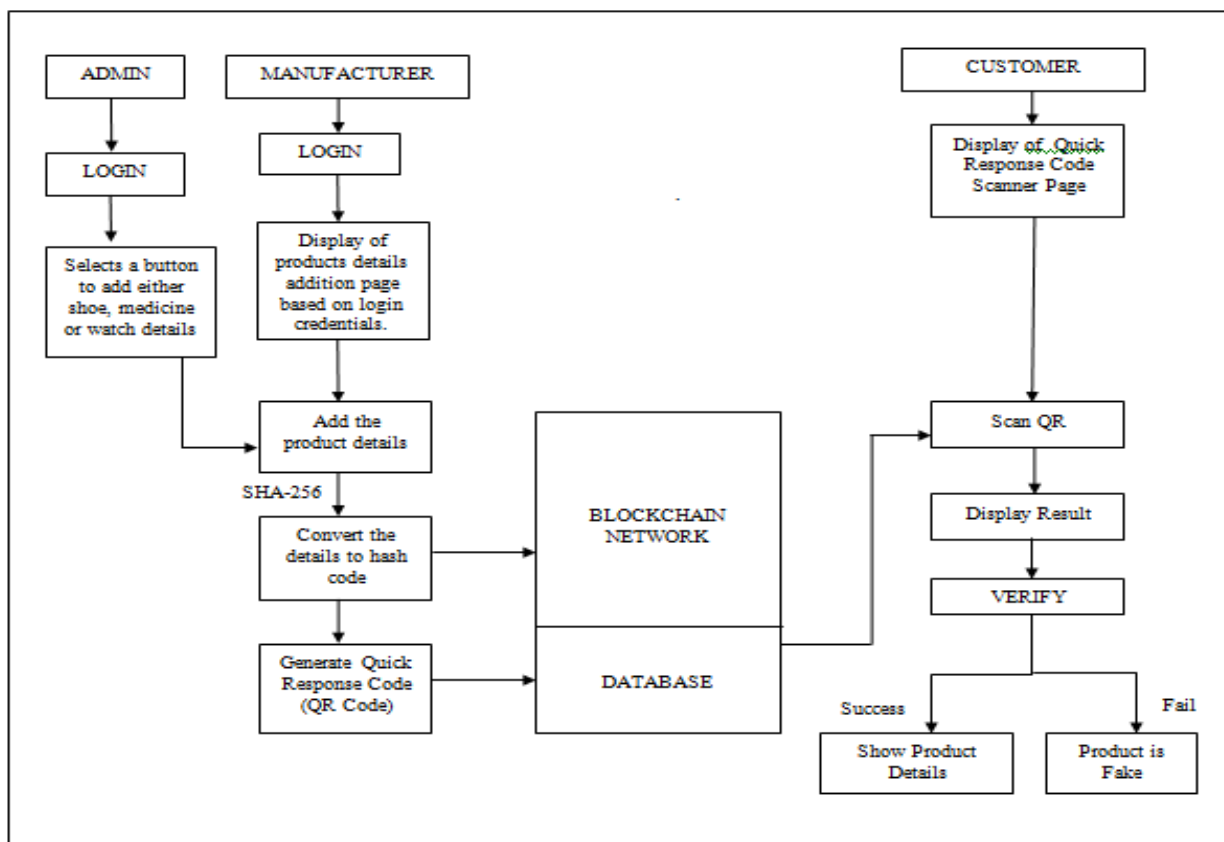 ADMIN
LOGIN
Selects a button
to add either
shoe, medicine
or watch details
MANUFACTURER
LOGIN
Display of
products details
addition page
based on login
credentials.
Add the
product details
SHA-256
Convert the
details to hash
code
Generate Quick
Response Code
(QR Code)
BLOCKCHAIN
NETWORK
DATABASE
CUSTOMER
Display of Quick
Response Code
Scanner Page
Scan QR
Display Result
VERIFY
Success
Fail
Show Product
Details
Product is
Fake